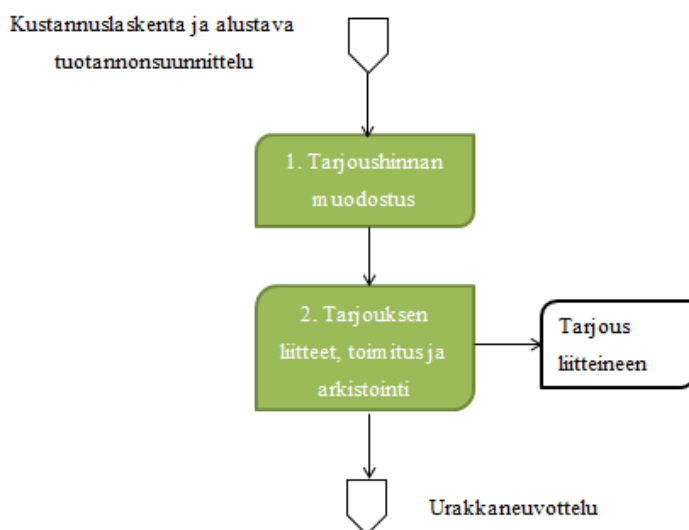 Kustannuslaskenta ja alustava
tuotannonsuunnittelu
1. Tarjoushinnan
muodostus
2. Tarjouksen
liitteet, toimitus ja
arkistointi
Tarjous
liitteineen
Urakkaneuvottelu